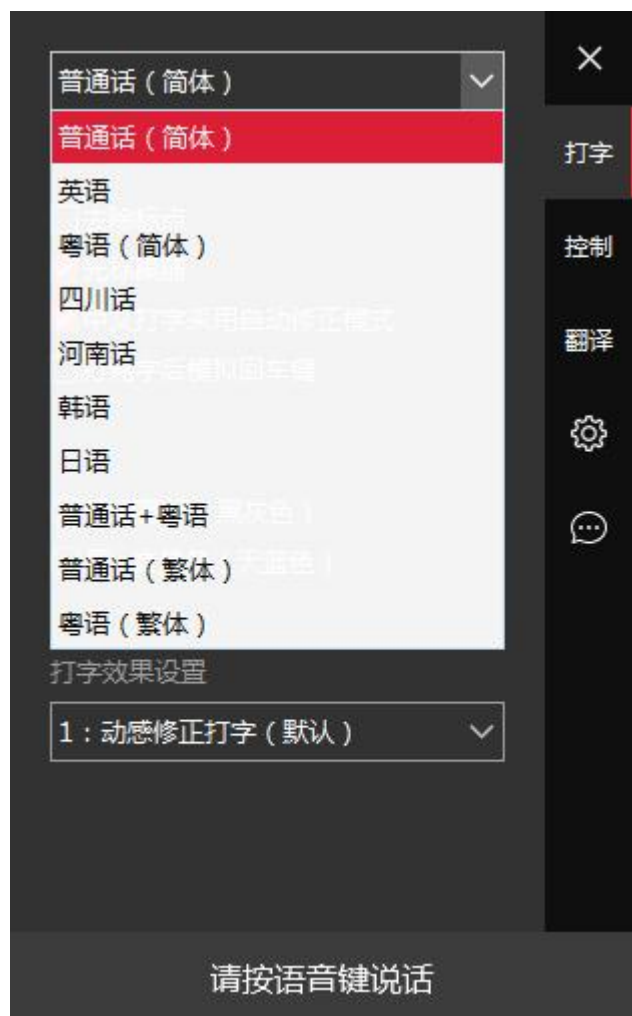 普通话（简体）
普通话（简体）
英语
粤语（简体）
四川话
河南话
韩语
日语
普通话+粤语
普通话（繁体）
粤语（繁体）
打字效果设置
1：动感修正打字（默认）
打字
控制
翻译
请按语音键说话